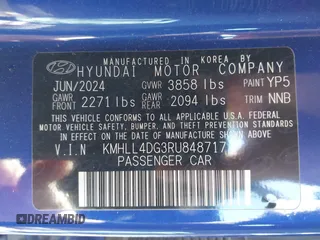 MANUFACTURED IN KOREA BY
HYUNDAI MOTOR COMPANY
JUN/2024 GVWR 3858 lbs PAINT YP5
GAWR FRONT 2271 lbs GAWR REAR 2094 lbs TRIM NNB
THIS VEHICLE CONFORMS TO ALL APPLICABLE
U.S. FEDERAL MOTOR VEHICLE SAFETY, BUMPER,
AND THEFT PREVENTION STANDARDS IN EFFECT ON
THE DATE OF MANUFACTURE SHOWN ABOVE.
V.I.N KMHLL4DG3RU848717
PASSENGER CAR
DREAMBID